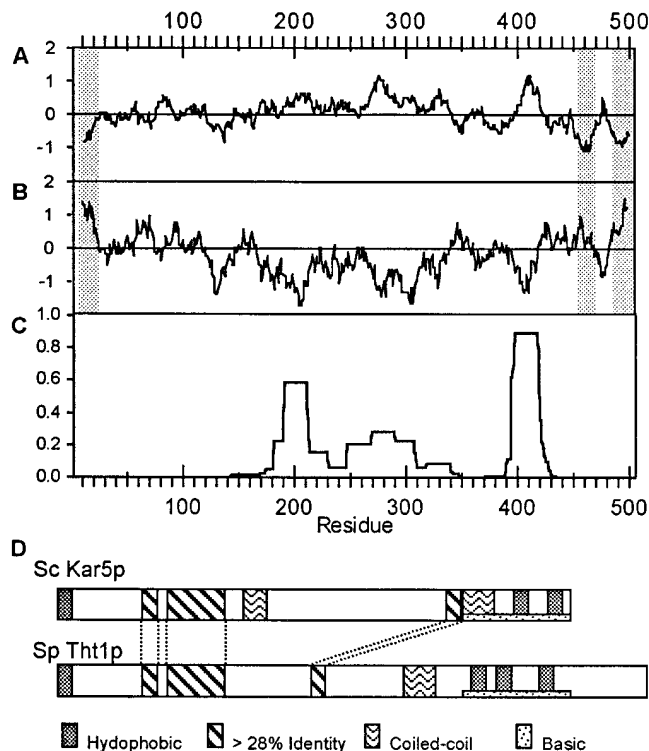 100 200 300 400 500
A
2
1
0
-1
B
2
1
0
-1
C
1.0
0.8
0.6
0.4
0.2
0.0
100 200 300 400 500
Residue
D
Sc Kar5p
Sp Tht1p
Hydophobic > 28% Identity Coiled-coil Basic